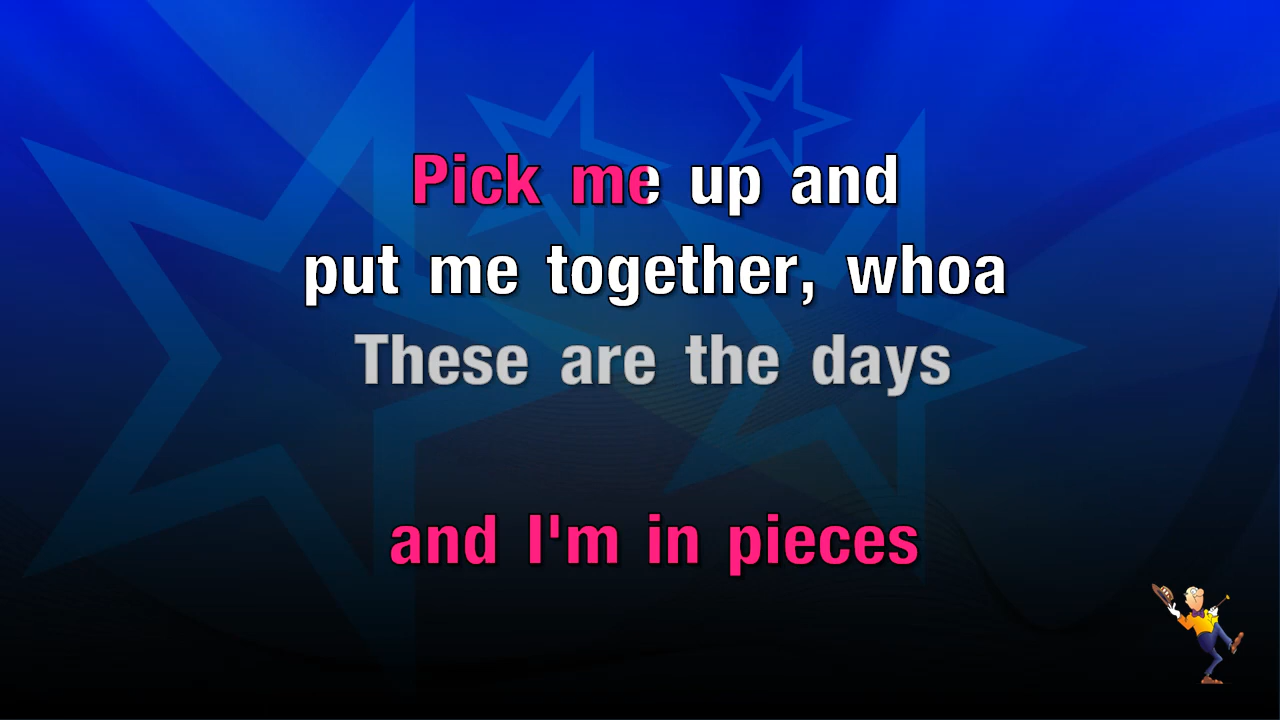 Pick me up and
put me together, whoa
These are the days
and I'm in pieces